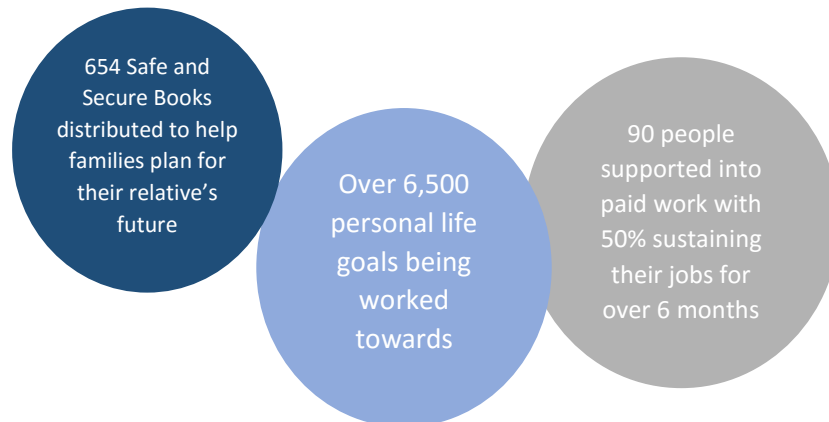 654 Safe and
Secure Books
distributed to help
families plan for
their relative’s
future
Over 6,500
personal life
goals being
worked
towards
90 people
supported into
paid work with
50% sustaining
their jobs for
over 6 months